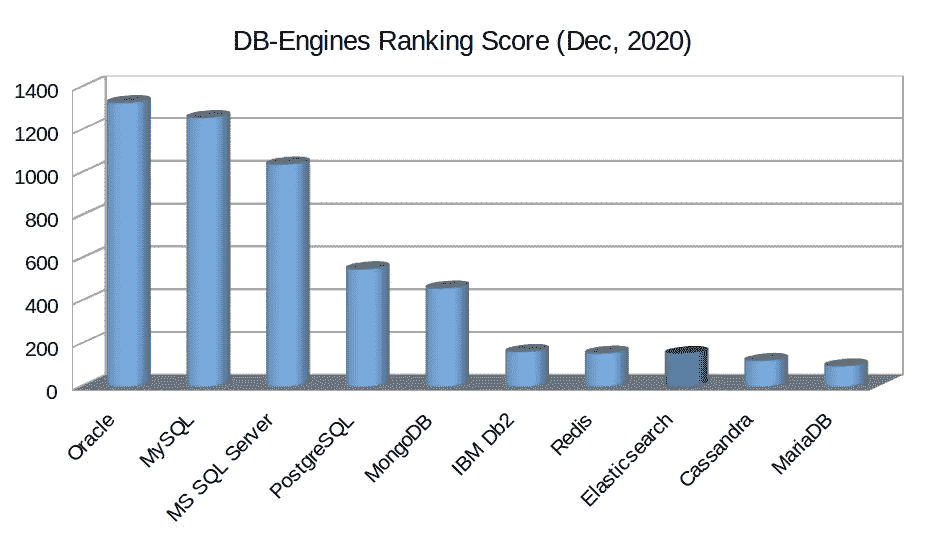 DB-Engines Ranking Score (Dec, 2020)
1400
1200
1000
800
600
400
200
0
Oracle
MySQL
MS SQL Server
PostgreSQL
MongoDB
IBM Db2
Redis
Elasticsearch
Cassandra
MariaDB